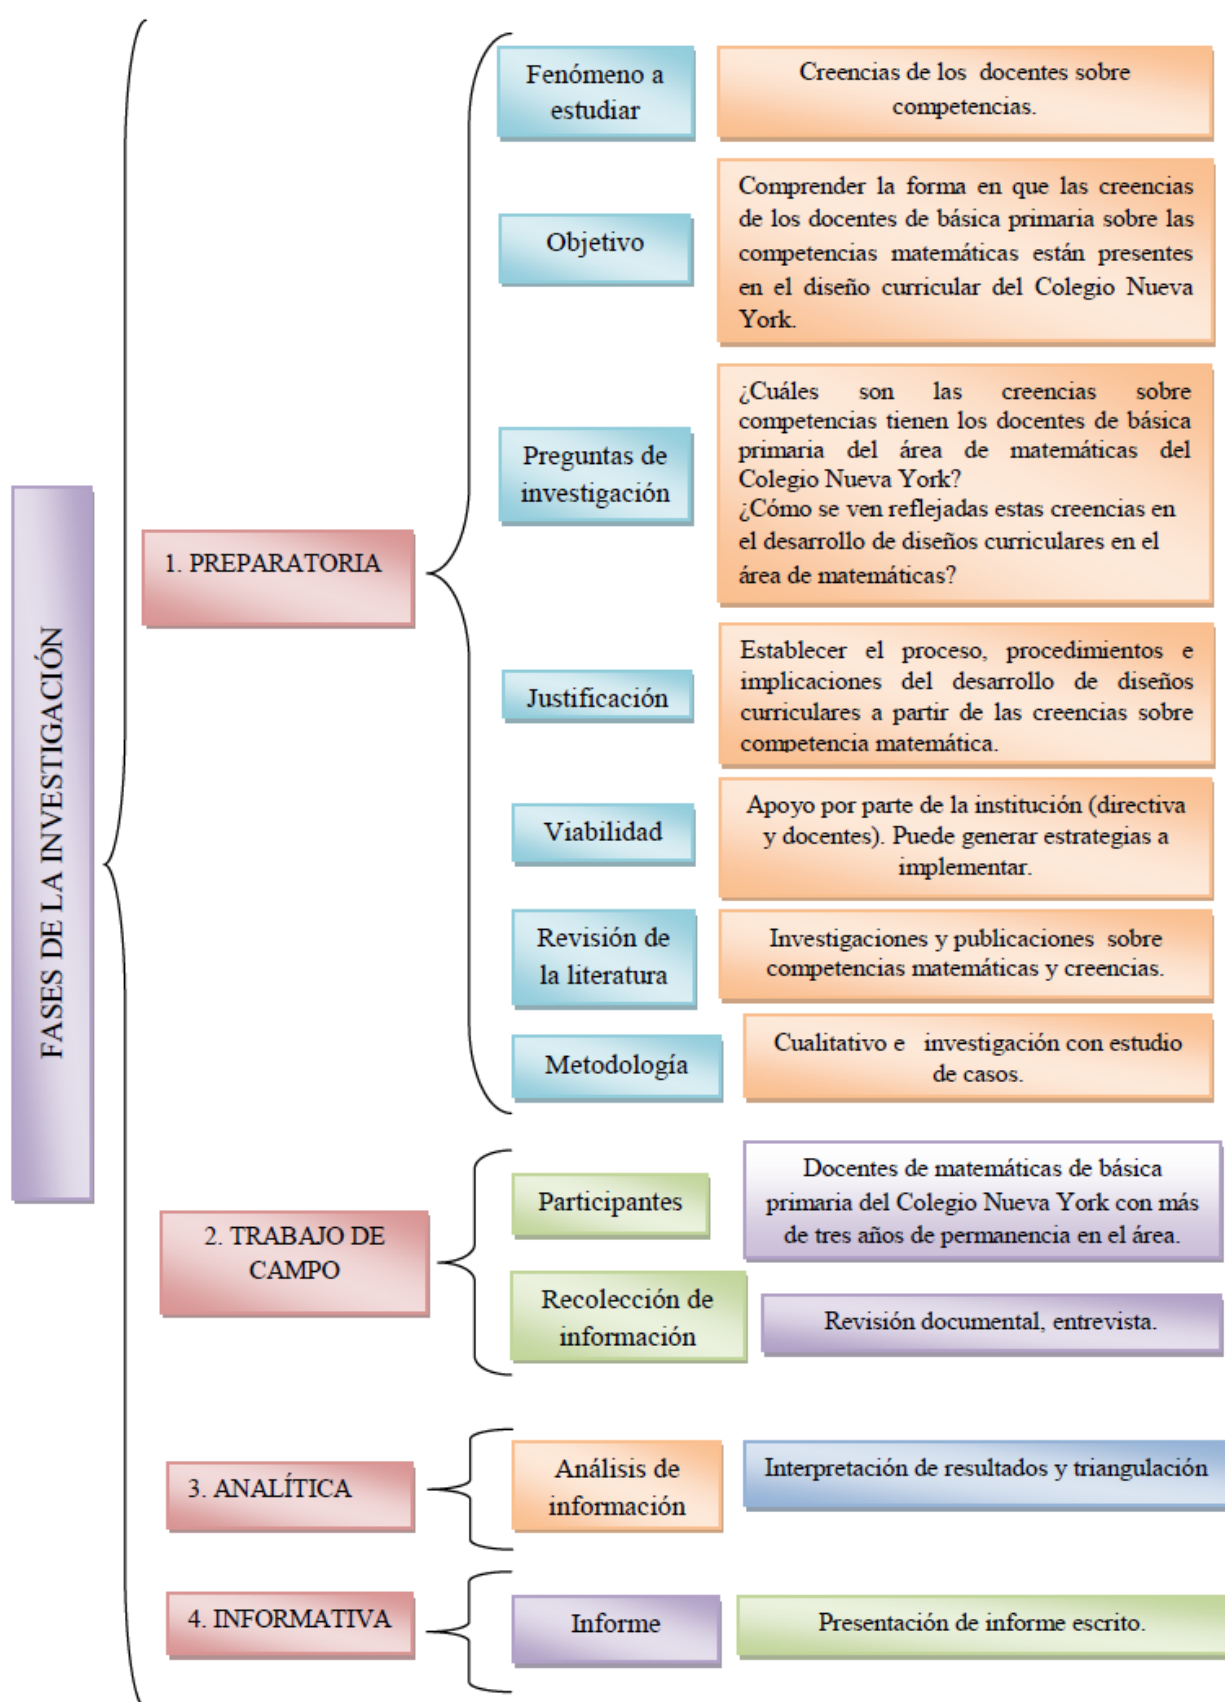 FASES DE LA INVESTIGACIÓN
1. PREPARATORIA
Fenómeno a
estudiar
Creencias de los docentes sobre
competencias.
Objetivo
Comprender la forma en que las creencias
de los docentes de básica primaria sobre las
competencias matemáticas están presentes
en el diseño curricular del Colegio Nueva
York.
Preguntas de
investigación
¿Cuáles son las creencias sobre
competencias tienen los docentes de básica
primaria del área de matemáticas del
Colegio Nueva York?
¿Cómo se ven reflejadas estas creencias en
el desarrollo de diseños curriculares en el
área de matemáticas?
Justificación
Establecer el proceso, procedimientos e
implicaciones del desarrollo de diseños
curriculares a partir de las creencias sobre
competencia matemática.
Viabilidad
Apoyo por parte de la institución (directiva
y docentes). Puede generar estrategias a
implementar.
Revisión de
la literatura
Investigaciones y publicaciones sobre
competencias matemáticas y creencias.
Metodología
Cualitativo e investigación con estudio
de casos.
2. TRABAJO DE
CAMPO
Participantes
Docentes de matemáticas de básica
primaria del Colegio Nueva York con más
de tres años de permanencia en el área.
Recolección de
información
Revisión documental, entrevista.
3. ANALÍTICA
Análisis de
información
Interpretación de resultados y triangulación
4. INFORMATIVA
Informe
Presentación de informe escrito.